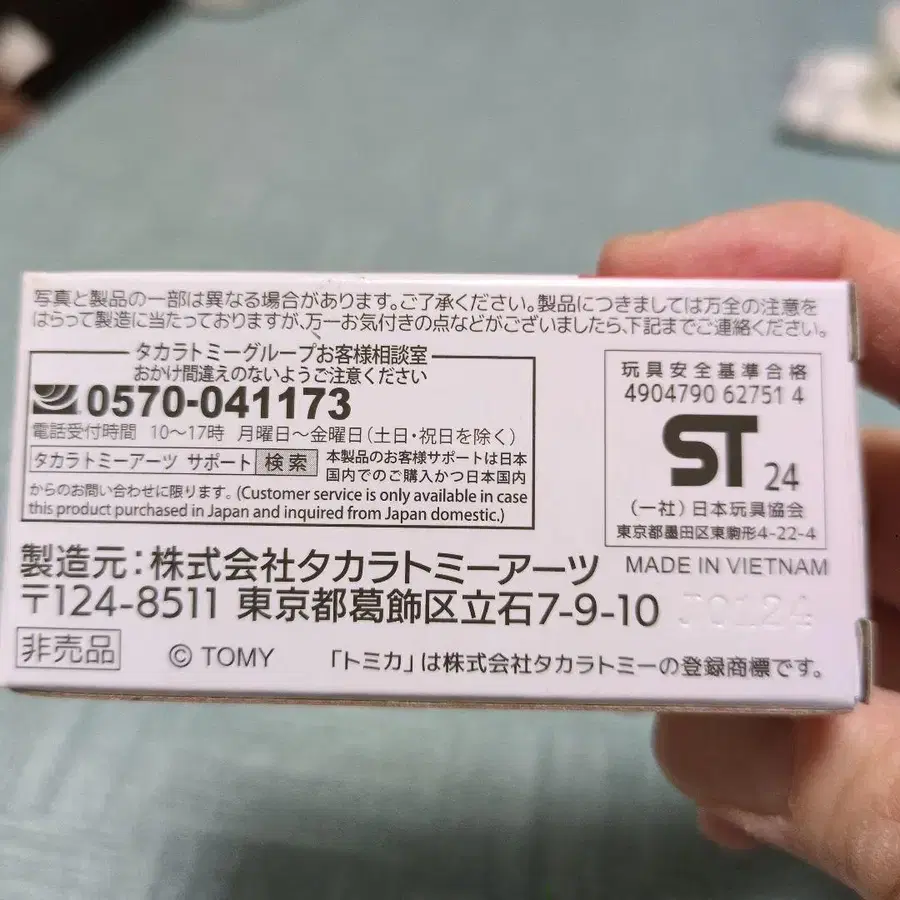 写真と製品の一部は異なる場合があります。ご了承ください。製品につきましては万全の注意を
はらって製造に当たっておりますが、万一お気付きの点などがございましたら、下記までご連絡ください。
タカラトミーグループお客様相談室
おかけ間違えのないようご注意ください
0570-041173
電話受付時間 10～17時 月曜日～金曜日（土日・祝日を除く）
タカラトミーアーツ サポート 検索
本製品のお客様サポートは日本
国内でのご購入かつ日本国内
からのお問い合わせに限ります。(Customer service is only available in case
this product purchased in Japan and inquired from Japan domestic.)
玩具安全基準合格
4904790 62751 4
ST 24
（一社）日本玩具協会
東京都墨田区東駒形4-22-4
製造元：株式会社タカラトミーアーツ
MADE IN VIETNAM
〒124-8511 東京都葛飾区立石7-9-10
J0124
非売品
© TOMY
「トミカ」は株式会社タカラトミーの登録商標です。